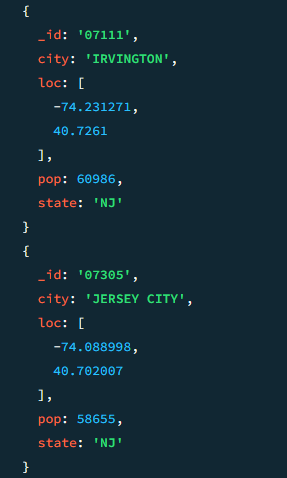 {
  _id: '07111',
  city: 'IRVINGTON',
  loc: [
    -74.231271,
    40.7261
  ],
  pop: 60986,
  state: 'NJ'
}
{
  _id: '07305',
  city: 'JERSEY CITY',
  loc: [
    -74.088998,
    40.702007
  ],
  pop: 58655,
  state: 'NJ'
}